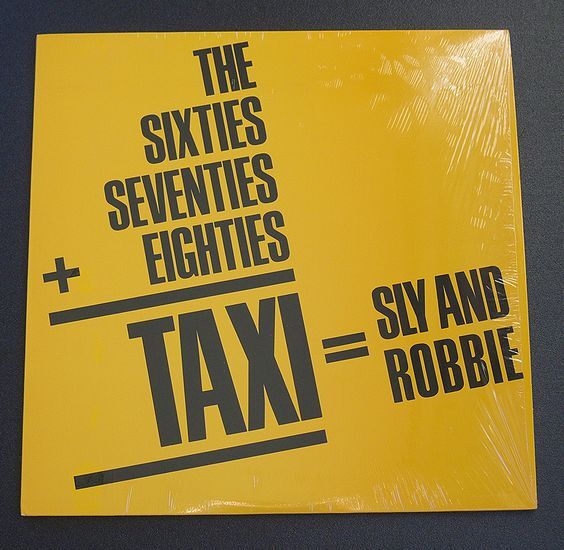 THE
SIXTIES
SEVENTIES
+ EIGHTIES
TAXI = SLY AND
ROBBIE